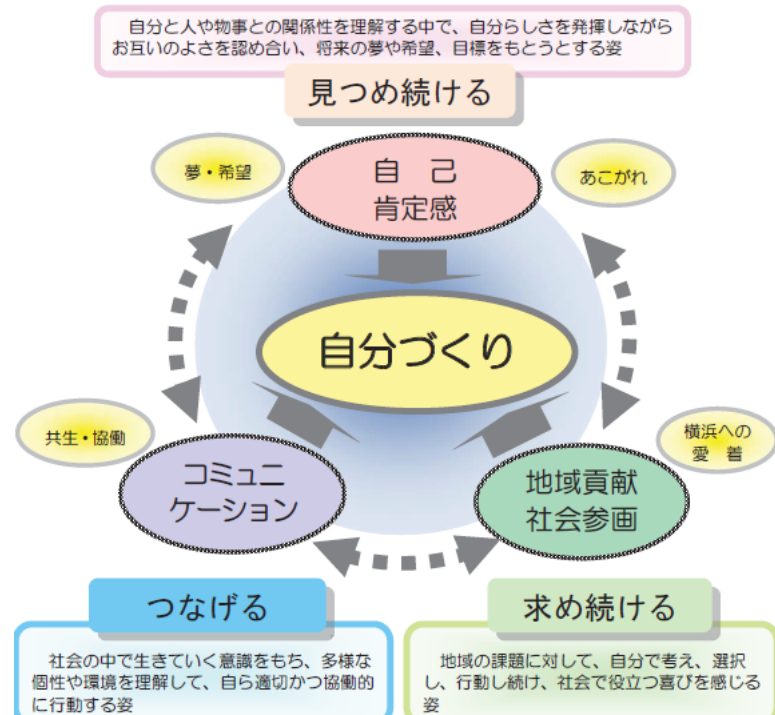 自分と人や物事との関係性を理解する中で、自分らしさを発揮しながら
お互いのよさを認め合い、将来の夢や希望、目標をもとうとする姿
見つめ続ける
夢・希望
自　己
肯定感
あこがれ
自分づくり
共生・協働
横浜への
愛　着
コミュニ
ケーション
地域貢献
社会参画
つなげる
社会の中で生きていく意識をもち、多様な
個性や環境を理解して、自ら適切かつ協働的
に行動する姿
求め続ける
地域の課題に対して、自分で考え、選択
し、行動し続け、社会で役立つ喜びを感じる
姿